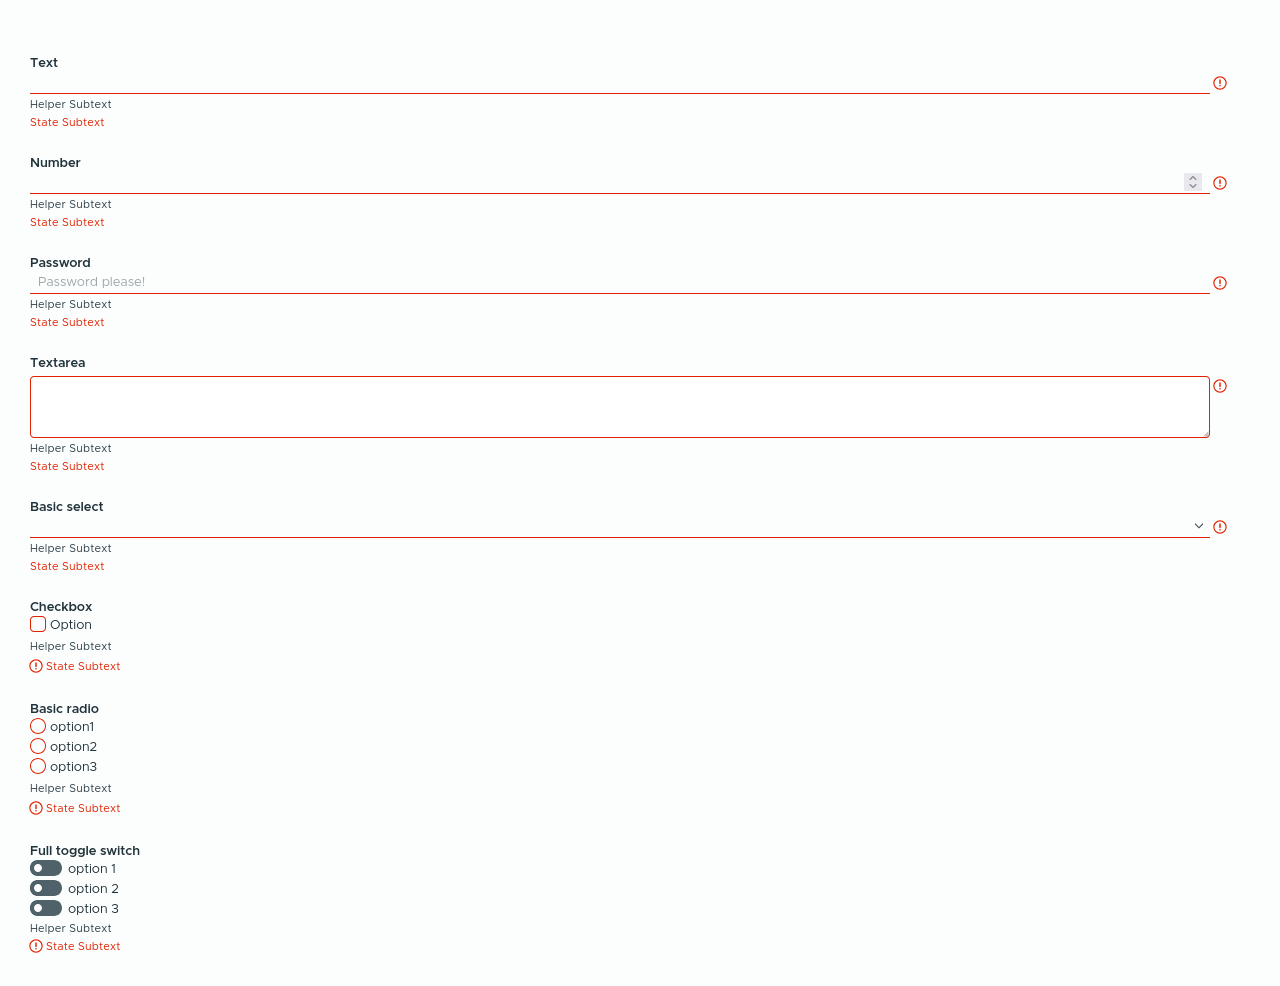 Text
Helper Subtext
State Subtext
Number
Helper Subtext
State Subtext
Password
Password please!
Helper Subtext
State Subtext
Textarea
Helper Subtext
State Subtext
Basic select
Helper Subtext
State Subtext
Checkbox
Option
Helper Subtext
State Subtext
Basic radio
option1
option2
option3
Helper Subtext
State Subtext
Full toggle switch
option 1
option 2
option 3
Helper Subtext
State Subtext